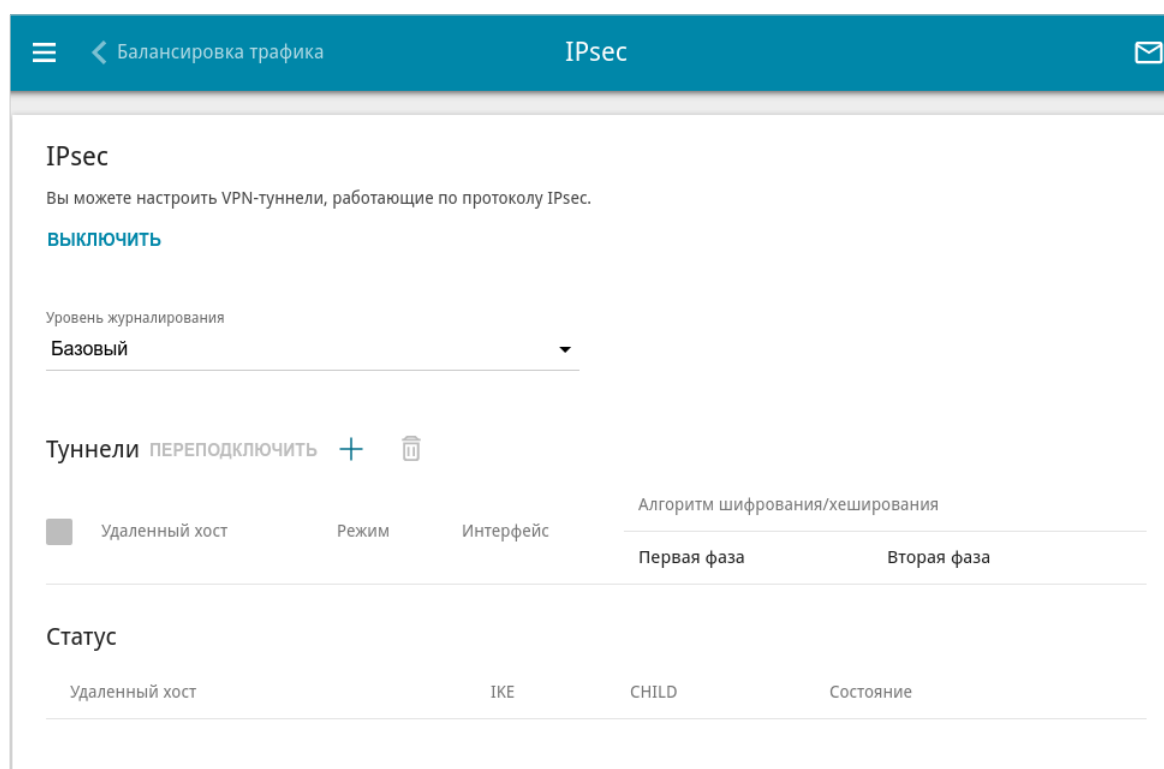 Балансировка трафика IPsec
IPsec
Вы можете настроить VPN-туннели, работающие по протоколу IPsec.
ВЫКЛЮЧИТЬ
Уровень журналирования
Базовый
Туннели ПЕРЕПОДКЛЮЧИТЬ
Алгоритм шифрования/хеширования
Удаленный хост Режим Интерфейс
Первая фаза Вторая фаза
Статус
Удаленный хост IKE CHILD Состояние